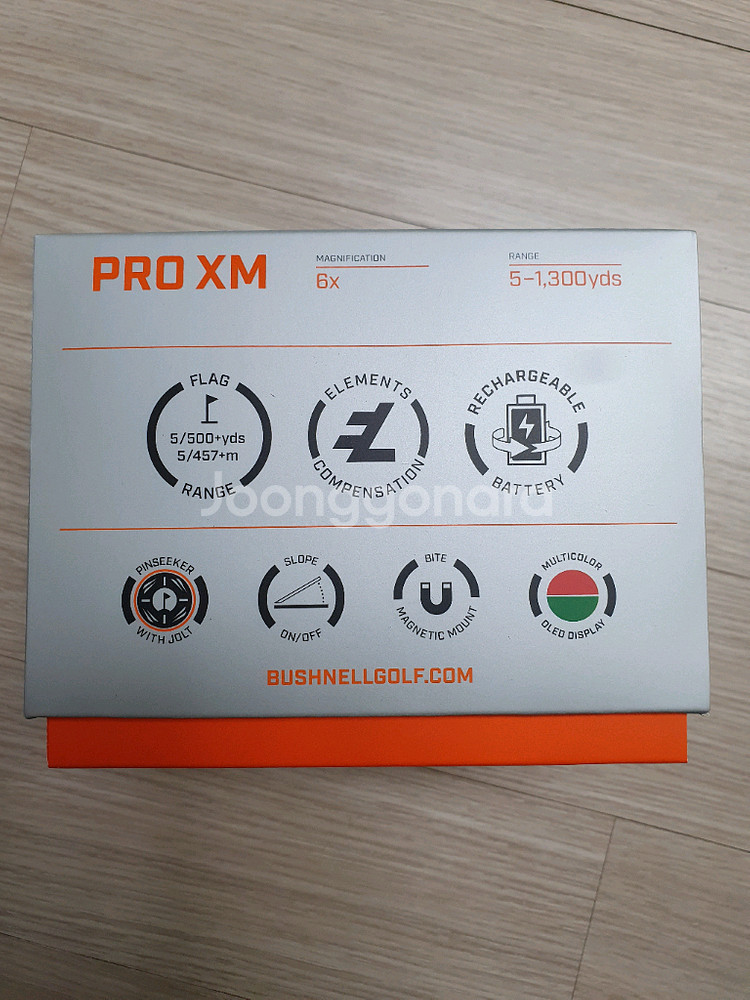 PRO XM
MAGNIFICATION
6x
RANGE
5–1,300yds
FLAG
5/500+yds
5/457+m
RANGE
ELEMENTS
COMPENSATION
RECHARGEABLE
BATTERY
Joonggonara
PINSEEKER
WITH JOLT
SLOPE
ON/OFF
BITE
MAGNETIC MOUNT
MULTICOLOR
OLED DISPLAY
BUSHNELLGOLF.COM